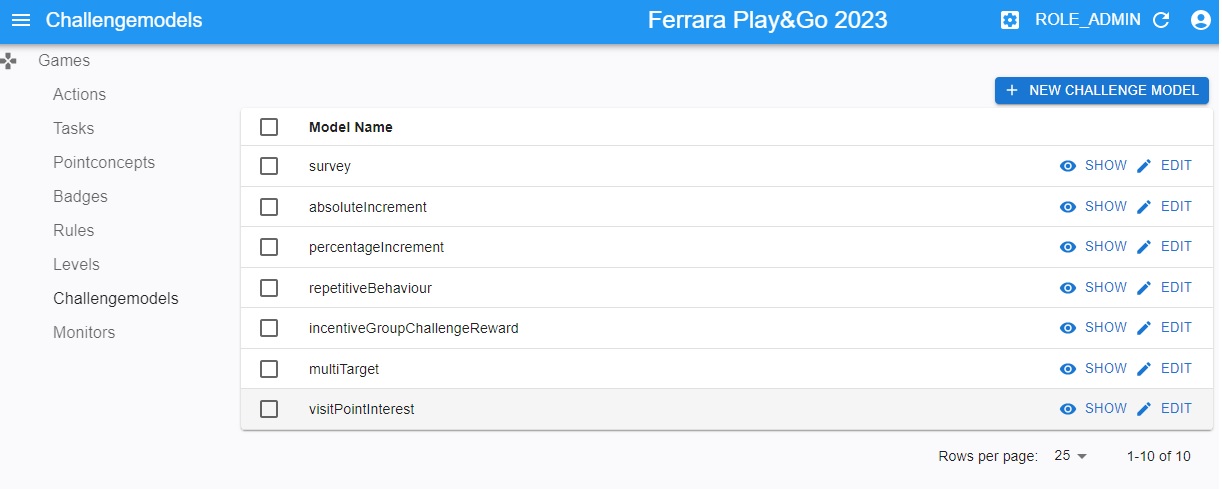 Challengemodels Ferrara Play&Go 2023 ROLE_ADMIN
Games
Actions
Tasks
Pointconcepts
Badges
Rules
Levels
Challengemodels
Monitors
+ NEW CHALLENGE MODEL
Model Name
survey SHOW EDIT
absoluteIncrement SHOW EDIT
percentageIncrement SHOW EDIT
repetitiveBehaviour SHOW EDIT
incentiveGroupChallengeReward SHOW EDIT
multiTarget SHOW EDIT
visitPointInterest SHOW EDIT
Rows per page: 25 1-10 of 10